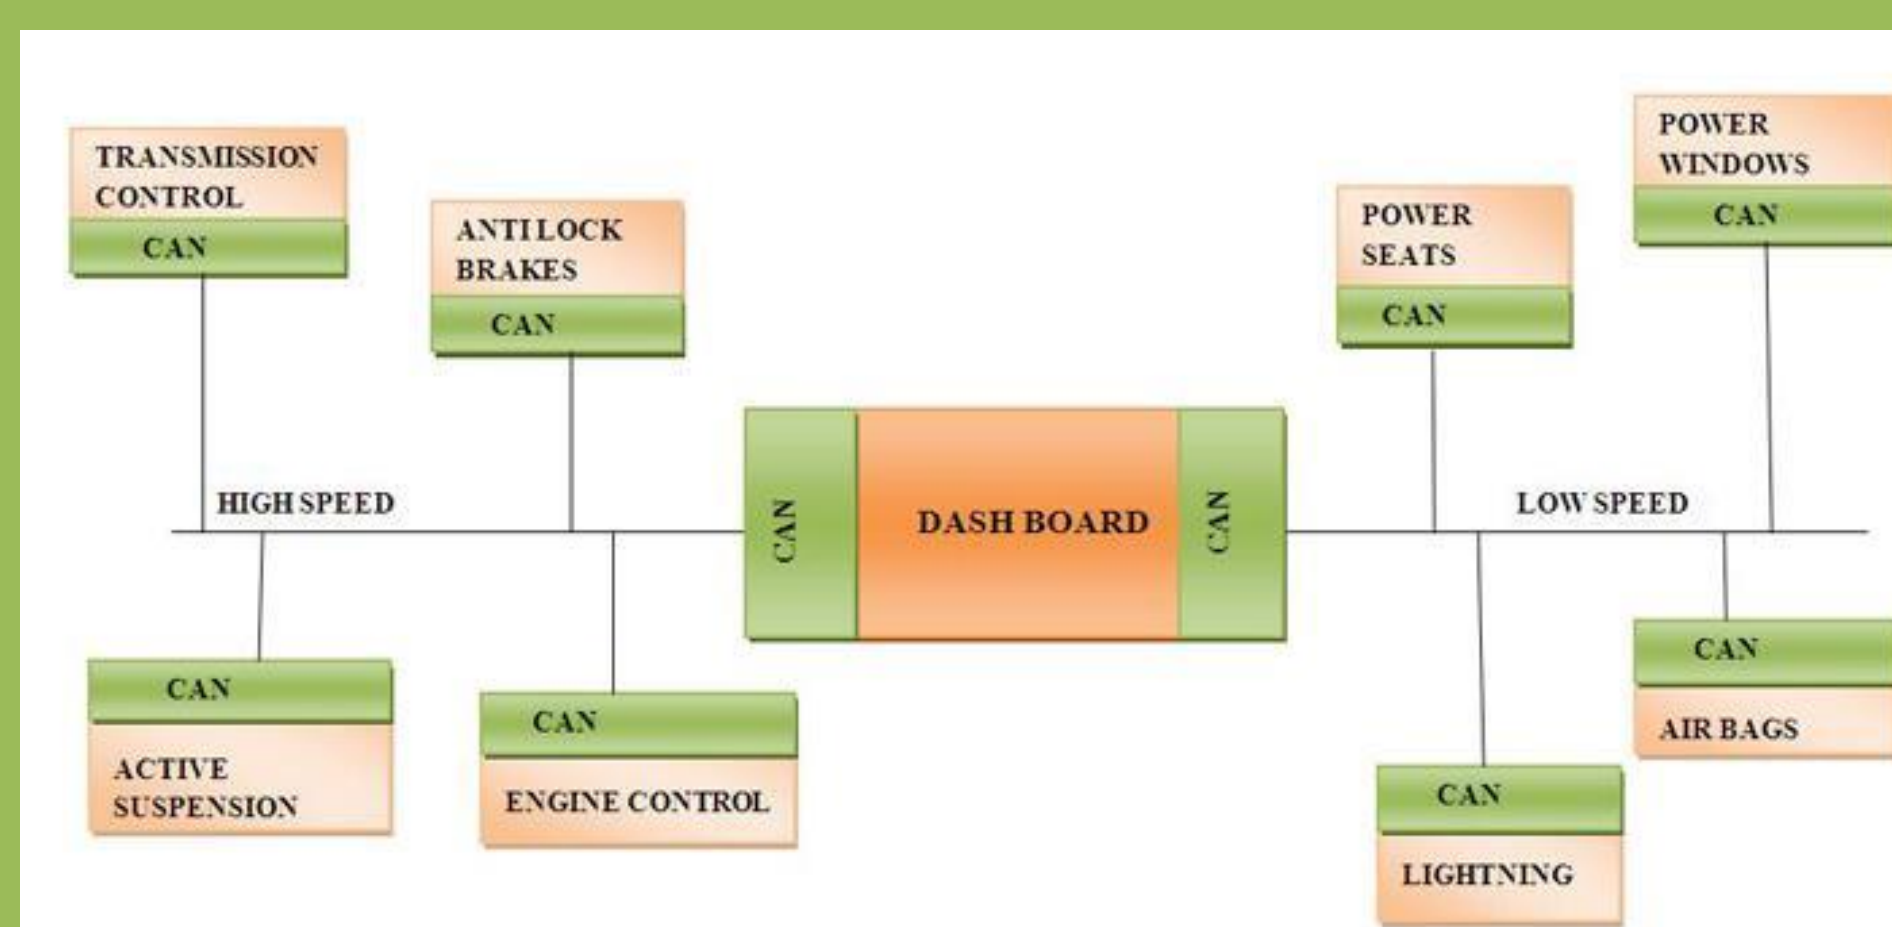 TRANSMISSION
CONTROL
CAN
ANTI LOCK
BRAKES
CAN
POWER
SEATS
CAN
POWER
WINDOWS
CAN
HIGH SPEED
CAN
DASH BOARD
CAN
LOW SPEED
CAN
ACTIVE
SUSPENSION
CAN
ENGINE CONTROL
CAN
LIGHTNING
CAN
AIR BAGS